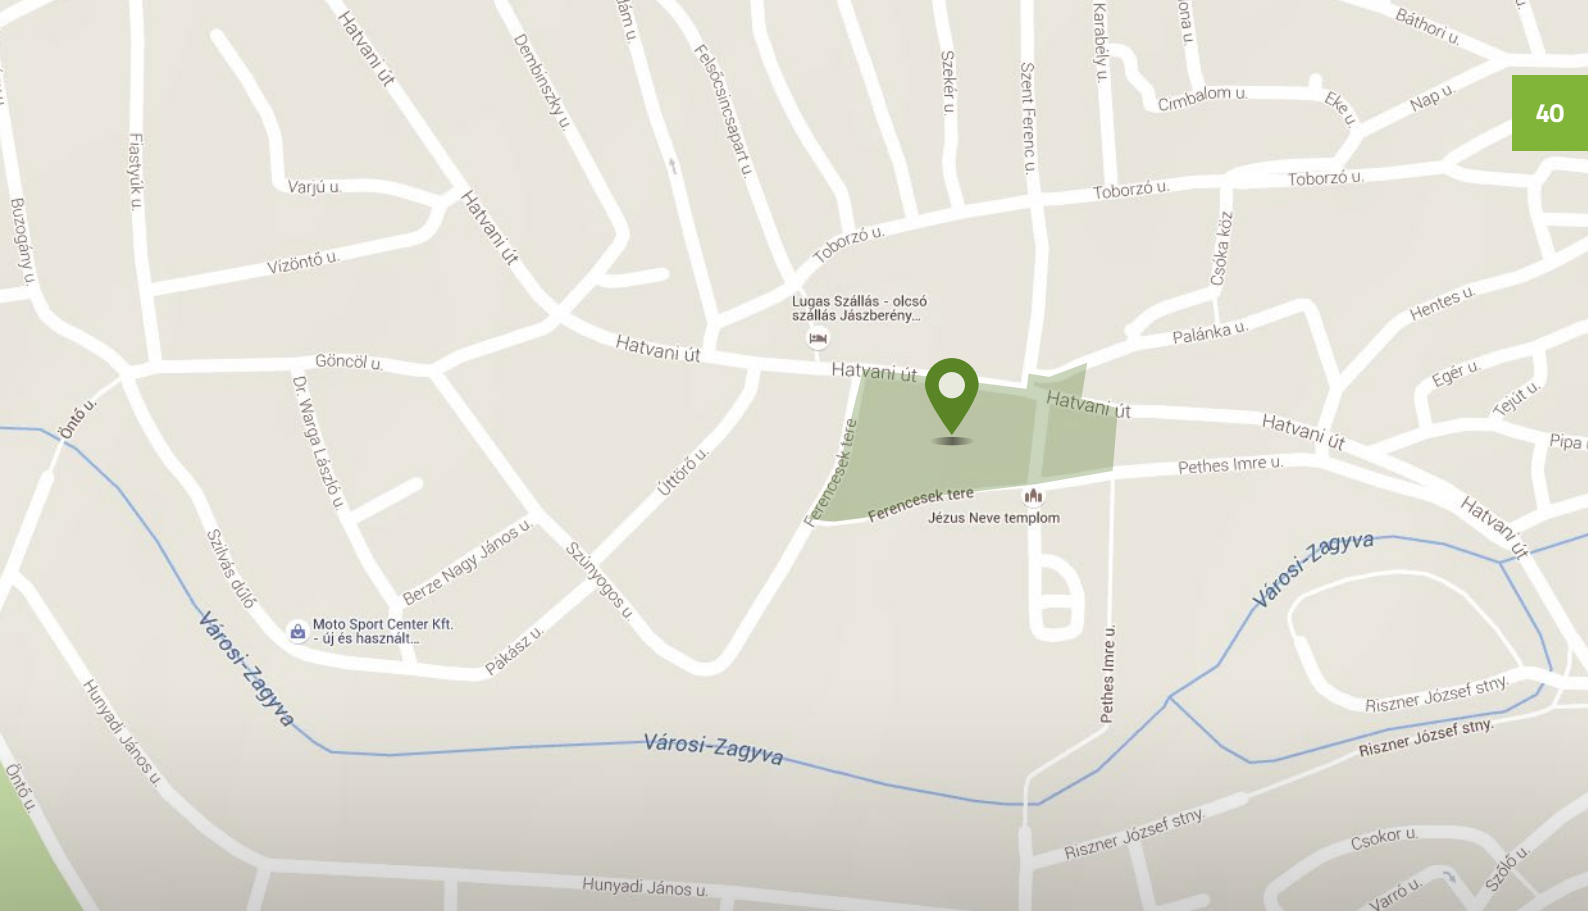 Hatvani út
Dembinszky u.
Felsőcsincsapart u.
Szekér u.
Szent Ferenc u.
Karabély u.
Báthori u.
Cimbalom u.
Eke u.
Nap u.
40
Fiastyúk u.
Buzogány u.
Varjú u.
Vízöntő u.
Hatvani út
Toborzó u.
Toborzó u.
Toborzó u.
Csóka köz
Hentes u.
Lugas Szállás - olcsó
szállás Jászberény...
Palánka u.
Göncöl u.
Hatvani út
Hatvani út
Hatvani út
Hatvani út
Egér u.
Tejút u.
Pipa
Öntő u.
Dr. Warga László u.
Úttörő u.
Ferencesek tere
Ferencesek tere
Jézus Neve templom
Pethes Imre u.
Hatvani út
Szilvás dűlő
Berze Nagy János u.
Szúnyogos u.
Városi-Zagyva
Moto Sport Center Kft.
- új és használt...
Pákász u.
Városi-Zagyva
Pethes Imre u.
Riszner József stny.
Riszner József stny.
Hunyadi János u.
Városi-Zagyva
Öntő u.
Riszner József stny.
Csokor u.
Szőlő u.
Varró u.
Hunyadi János u.